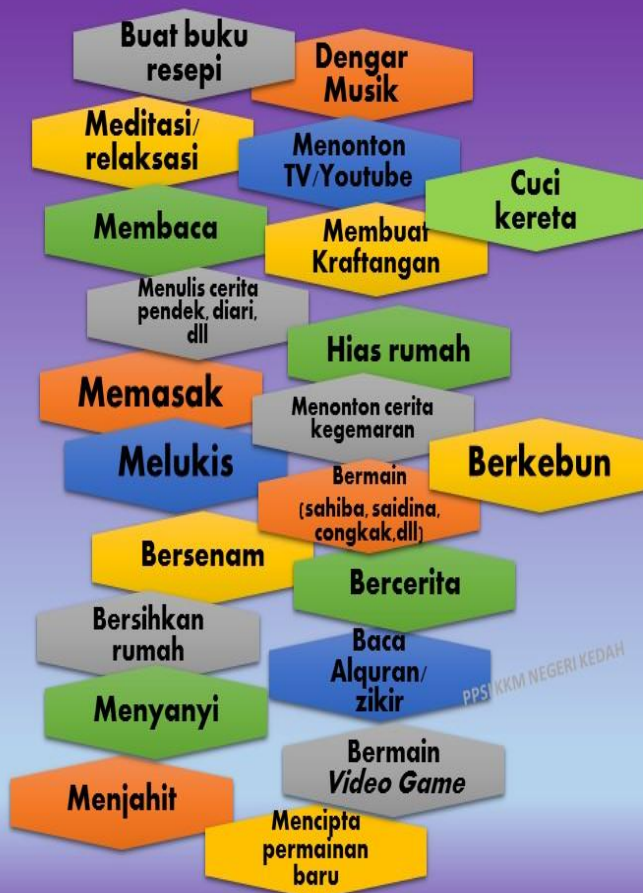 Buat buku
resepi
Dengar
Musik
Meditasi/
relaksasi
Menonton
TV/Youtube
Cuci
kereta
Membaca
Membuat
Kraftangan
Menulis cerita
pendek, diari,
dll
Hias rumah
Memasak
Menonton cerita
kegemaran
Melukis
Berkebun
Bermain
(sahiba, saidina,
congkak,dll)
Bersenam
Bercerita
Bersihkan
rumah
Baca
Alquran/
zikir
PPSI KKM NEGERI KEDAH
Menyanyi
Bermain
Video Game
Menjahit
Mencipta
permainan
baru